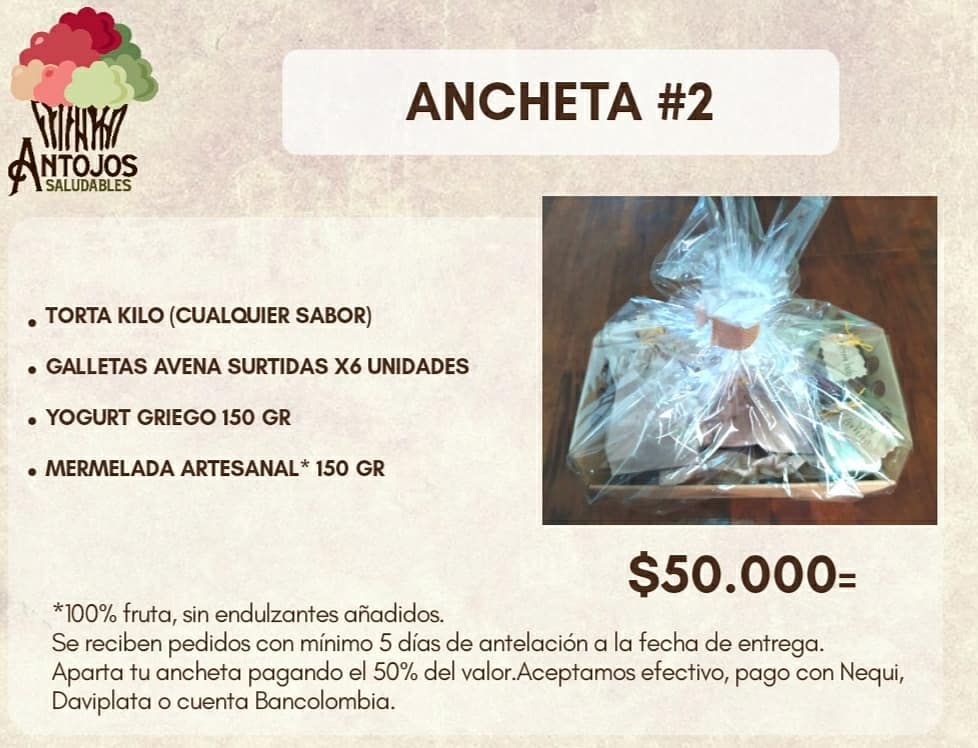 ANTOJOS
SALUDABLES
ANCHETA #2
• TORTA KILO (CUALQUIER SABOR)
• GALLETAS AVENA SURTIDAS X6 UNIDADES
• YOGURT GRIEGO 150 GR
• MERMELADA ARTESANAL* 150 GR
$50.000=
*100% fruta, sin endulzantes añadidos.
Se reciben pedidos con mínimo 5 días de antelación a la fecha de entrega.
Aparta tu ancheta pagando el 50% del valor.Aceptamos efectivo, pago con Nequi,
Daviplata o cuenta Bancolombia.